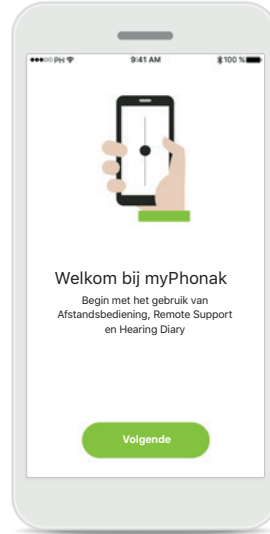 ●●●○○ PH 9:41 AM 100 %
Welkom bij myPhonak
Begin met het gebruik van
Afstandsbediening, Remote Support
en Hearing Diary
Volgende